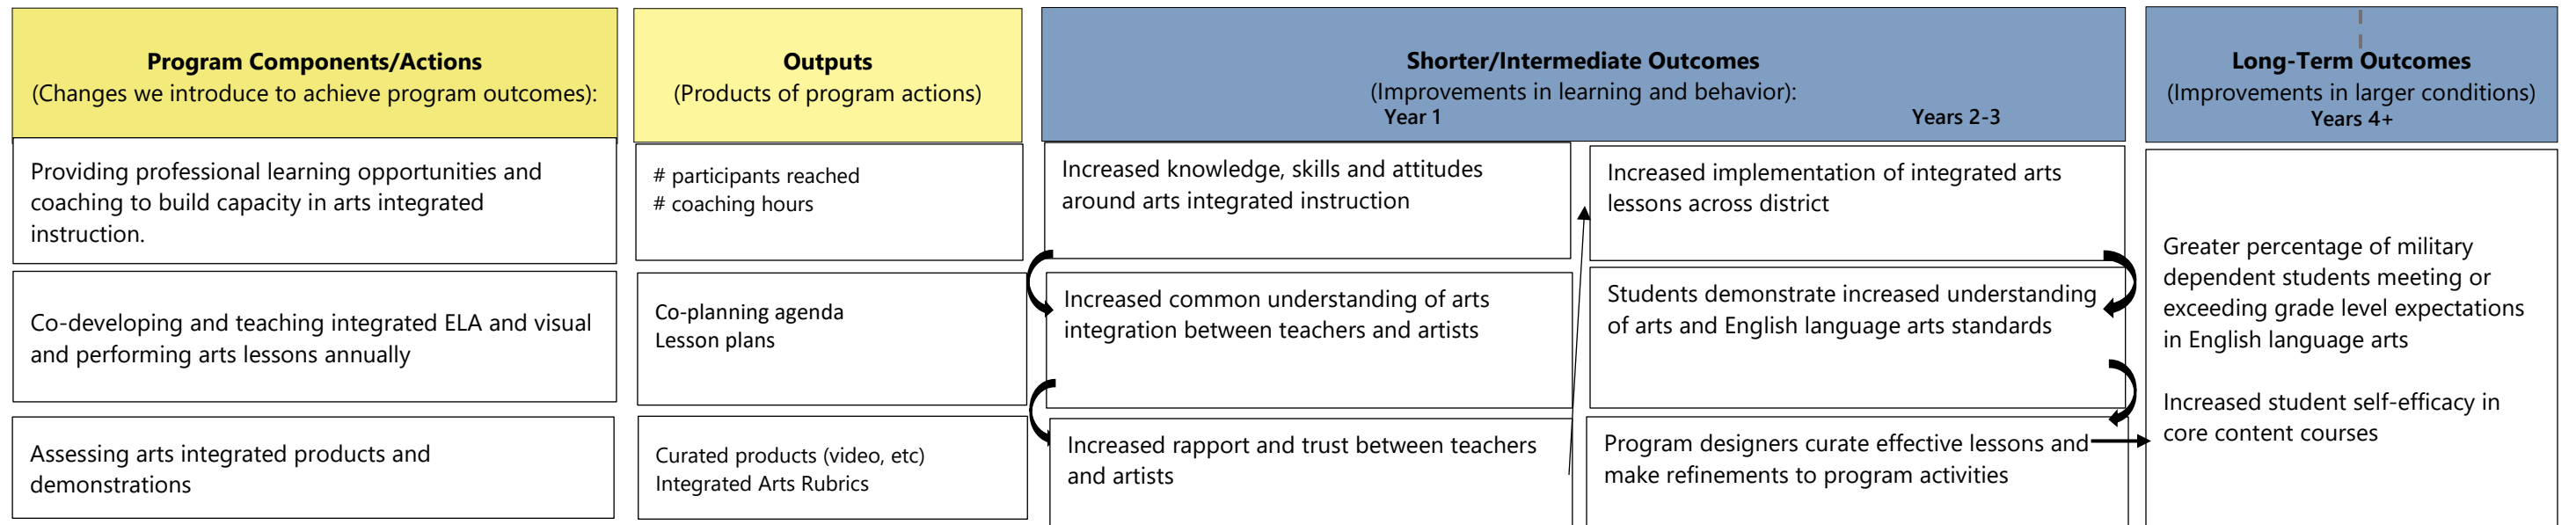 Program Components/Actions
(Changes we introduce to achieve program outcomes):
Outputs
(Products of program actions)
Shorter/Intermediate Outcomes
(Improvements in learning and behavior):
Year 1
Years 2-3
Long-Term Outcomes
(Improvements in larger conditions)
Years 4+
Providing professional learning opportunities and
coaching to build capacity in arts integrated
instruction.
# participants reached
# coaching hours
Increased knowledge, skills and attitudes
around arts integrated instruction
Increased implementation of integrated arts
lessons across district
Co-developing and teaching integrated ELA and visual
and performing arts lessons annually
Co-planning agenda
Lesson plans
Increased common understanding of arts
integration between teachers and artists
Students demonstrate increased understanding
of arts and English language arts standards
Assessing arts integrated products and
demonstrations
Curated products (video, etc)
Integrated Arts Rubrics
Increased rapport and trust between teachers
and artists
Program designers curate effective lessons and
make refinements to program activities
Greater percentage of military
dependent students meeting or
exceeding grade level expectations
in English language arts
Increased student self-efficacy in
core content courses